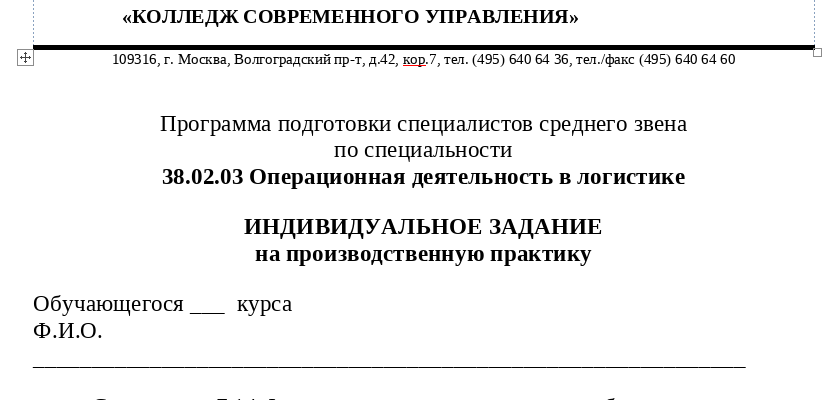 «КОЛЛЕДЖ СОВРЕМЕННОГО УПРАВЛЕНИЯ»
109316, г. Москва, Волгоградский пр-т, д.42, кор.7, тел. (495) 640 64 36, тел./факс (495) 640 64 60
Программа подготовки специалистов среднего звена
по специальности
38.02.03 Операционная деятельность в логистике
ИНДИВИДУАЛЬНОЕ ЗАДАНИЕ
на производственную практику
Обучающегося ___ курса
Ф.И.О.
_______________________________________________________________